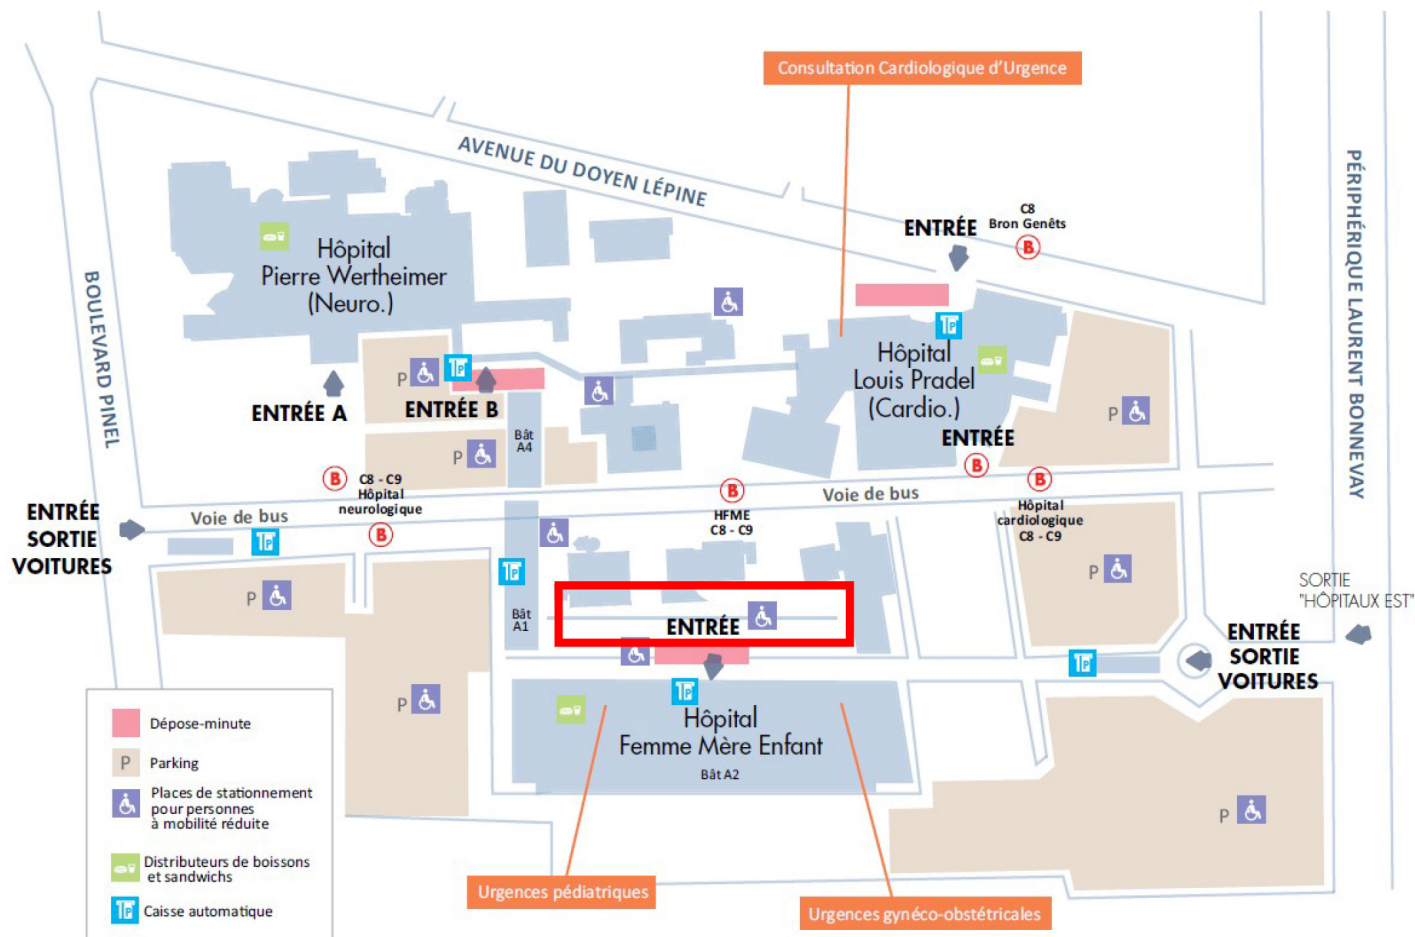 Consultation Cardiologique d'Urgence
AVENUE DU DOYEN LÉPINE
PÉRIPHÉRIQUE LAURENT BONNEVAY
BOULEVARD PINEL
C8
Bron Genêts
B
ENTRÉE
Hôpital
Pierre Wertheimer
(Neuro.)
Hôpital
Louis Pradel
(Cardio.)
P
P
ENTRÉE A
ENTRÉE B
P
P
Bât
A4
P
ENTRÉE
B
B
B
C8 - C9
Hôpital
neurologique
B
Voie de bus
B
HFME
C8 - C9
Voie de bus
Hôpital
cardiologique
C8 - C9
ENTRÉE
SORTIE
VOITURES
P
P
Bât
A1
P
P
SORTIE
"HÔPITAUX EST"
ENTRÉE
ENTRÉE
SORTIE
VOITURES
P
P
P
Hôpital
Femme Mère Enfant
Bât A2
P
Dépose-minute
P
Parking
Places de stationnement
pour personnes
à mobilité réduite
Distributeurs de boissons
et sandwichs
P
Caisse automatique
Urgences pédiatriques
Urgences gynéco-obstétricales